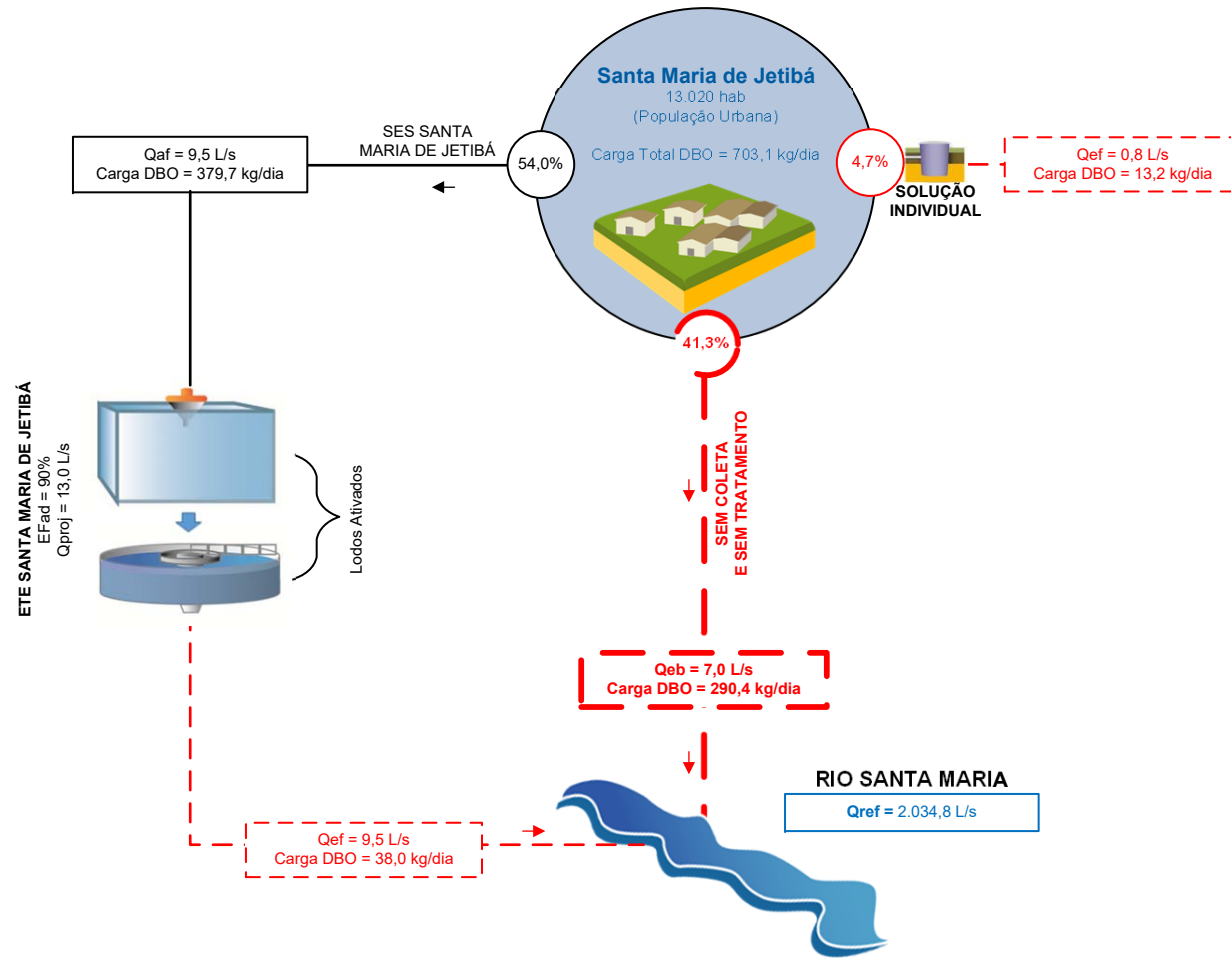 Santa Maria de Jetibá
13.020 hab
(População Urbana)
Carga Total DBO = 703,1 kg/dia
SES SANTA
MARIA DE JETIBÁ
54,0%
Qaf = 9,5 L/s
Carga DBO = 379,7 kg/dia
4,7%
SOLUÇÃO
INDIVIDUAL
Qef = 0,8 L/s
Carga DBO = 13,2 kg/dia
41,3%
ETE SANTA MARIA DE JETIBÁ
EFad = 90%
Qproj = 13,0 L/s
Lodos Ativados
SEM COLETA
E SEM TRATAMENTO
Qeb = 7,0 L/s
Carga DBO = 290,4 kg/dia
RIO SANTA MARIA
Qref = 2.034,8 L/s
Qef = 9,5 L/s
Carga DBO = 38,0 kg/dia